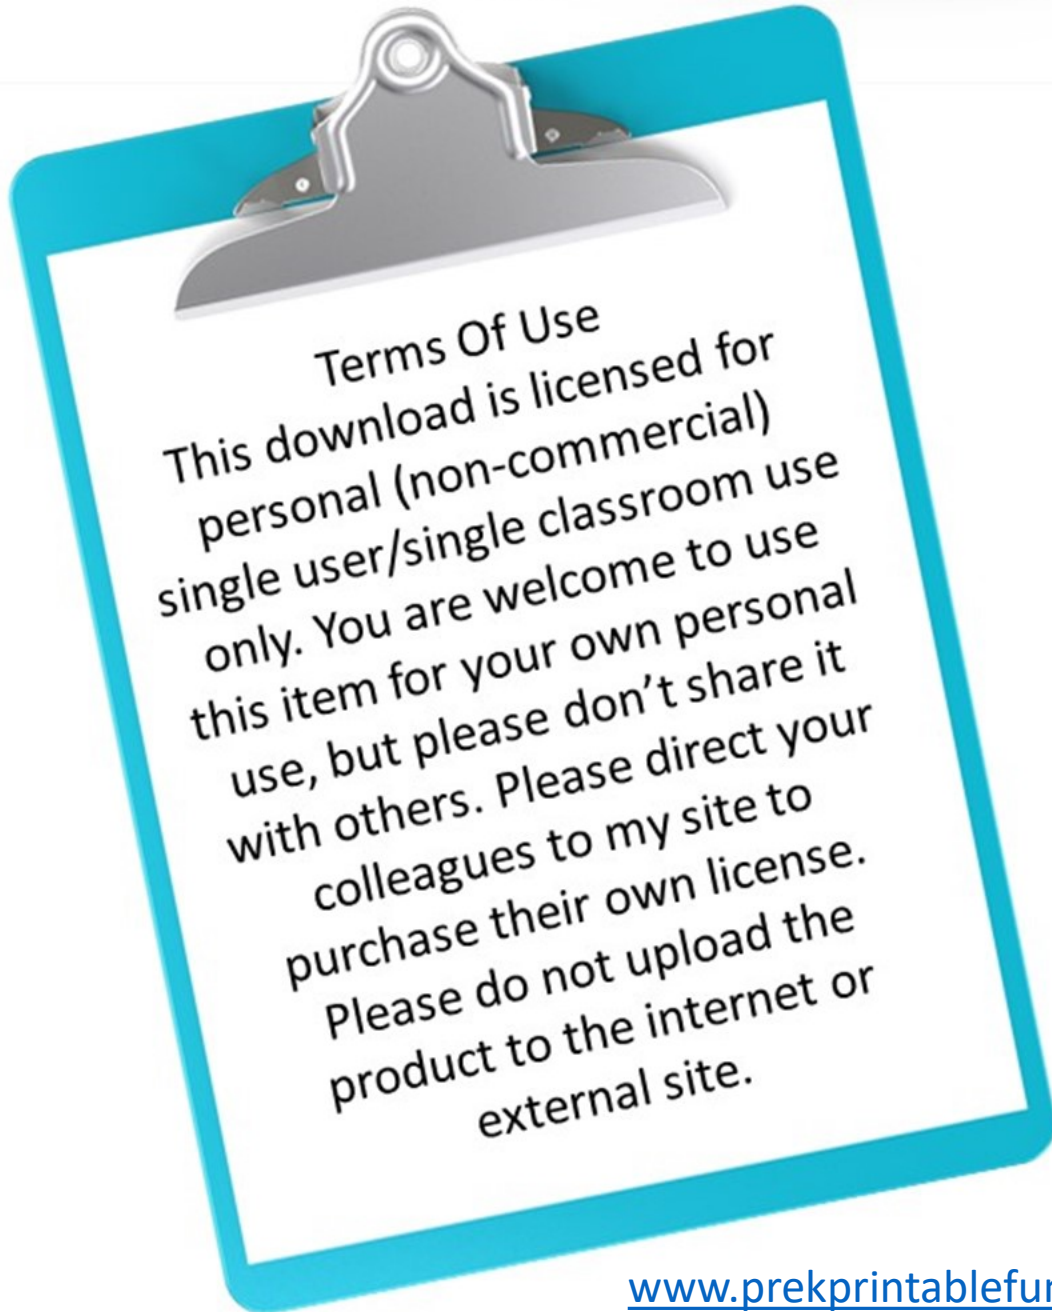 Terms Of Use
This download is licensed for
personal (non-commercial)
single user/single classroom use
only. You are welcome to use
this item for your own personal
use, but please don’t share it
with others. Please direct your
colleagues to my site to
purchase their own license.
Please do not upload the
product to the internet or
external site.